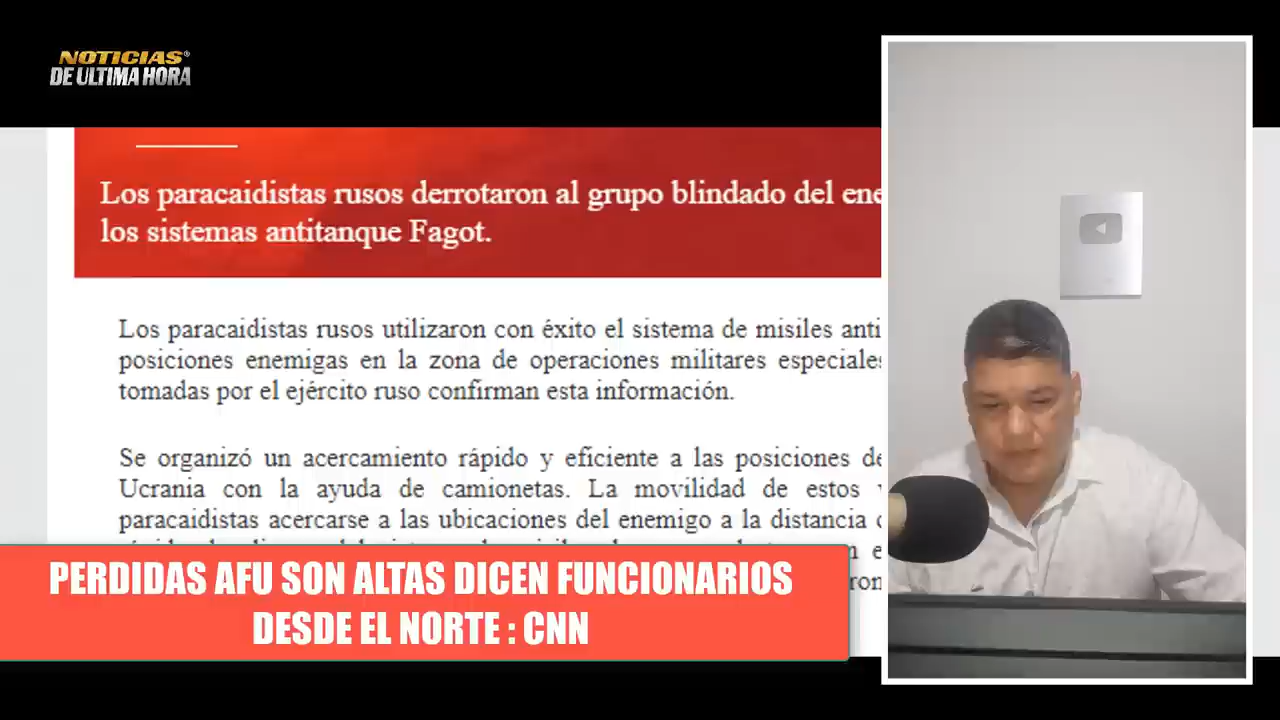 NOTICIAS®
DE ULTIMA HORA
Los paracaidistas rusos derrotaron al grupo blindado del ene
los sistemas antitanque Fagot.
Los paracaidistas rusos utilizaron con éxito el sistema de misiles anti
posiciones enemigas en la zona de operaciones militares especiales
tomadas por el ejército ruso confirman esta información.
Se organizó un acercamiento rápido y eficiente a las posiciones de
Ucrania con la ayuda de camionetas. La movilidad de estos
paracaidistas acercarse a las ubicaciones del enemigo a la distancia
PERDIDAS AFU SON ALTAS DICEN FUNCIONARIOS
DESDE EL NORTE : CNN